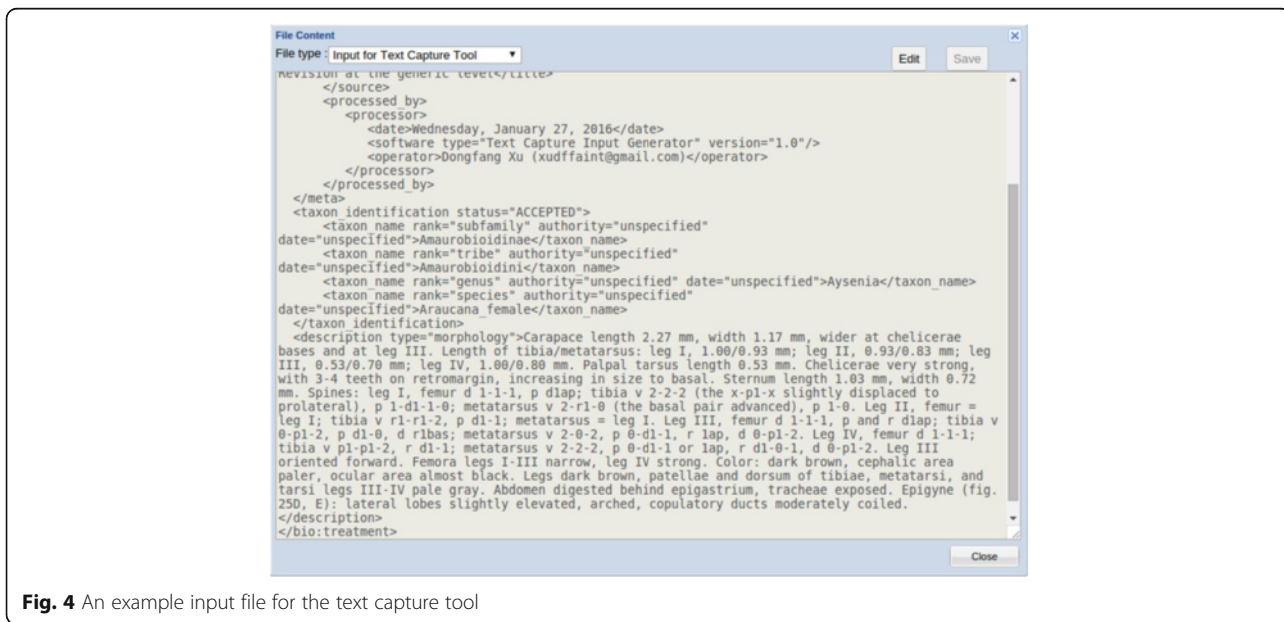 File Content
File type : Input for Text Capture Tool
Edit
Save
Revision at the generic level</title>
</source>
<processed_by>
<processor>
<date>Wednesday, January 27, 2016</date>
<software type="Text Capture Input Generator" version="1.0"/>
<operator>Dongfang Xu (xudffaint@gmail.com)</operator>
</processor>
</processed_by>
</meta>
<taxon_identification status="ACCEPTED">
<taxon_name rank="subfamily" authority="unspecified"
date="unspecified">Amaurobioidinae</taxon_name>
<taxon_name rank="tribe" authority="unspecified"
date="unspecified">Amaurobioidini</taxon_name>
<taxon_name rank="genus" authority="unspecified" date="unspecified">Aysenia</taxon_name>
<taxon_name rank="species" authority="unspecified"
date="unspecified">Araucana_female</taxon_name>
</taxon_identification>
<description type="morphology">Carapace length 2.27 mm, width 1.17 mm, wider at chelicerae
bases and at leg III. Length of tibia/metatarsus: leg I, 1.00/0.93 mm; leg II, 0.93/0.83 mm; leg
III, 0.53/0.70 mm; leg IV, 1.00/0.80 mm. Palpal tarsus length 0.53 mm. Chelicerae very strong,
with 3-4 teeth on retromargin, increasing in size to basal. Sternum length 1.03 mm, width 0.72
mm. Spines: leg I, femur d 1-1-1, p d1ap; tibia v 2-2-2 (the x-p1-x slightly displaced to
prolateral), p 1-d1-1-0; metatarsus v 2-r1-0 (the basal pair advanced), p 1-0. Leg II, femur =
leg I; tibia v r1-r1-2, p d1-1; metatarsus = leg I. Leg III, femur d 1-1-1, p and r d1ap; tibia v
0-p1-2, p d1-0, d r1bas; metatarsus v 2-0-2, p 0-d1-1, r 1ap, d 0-p1-2. Leg IV, femur d 1-1-1;
tibia v p1-p1-2, r d1-1; metatarsus v 2-2-2, p 0-d1-1 or 1ap, r d1-0-1, d 0-p1-2. Leg III
oriented forward. Femora legs I-III narrow, leg IV strong. Color: dark brown, cephalic area
paler, ocular area almost black. Legs dark brown, patellae and dorsum of tibiae, metatarsi, and
tarsi legs III-IV pale gray. Abdomen digested behind epigastrium, tracheae exposed. Epigyne (fig.
25D, E): lateral lobes slightly elevated, arched, copulatory ducts moderately coiled.
</description>
</bio:treatment>
Close
Fig. 4 An example input file for the text capture tool